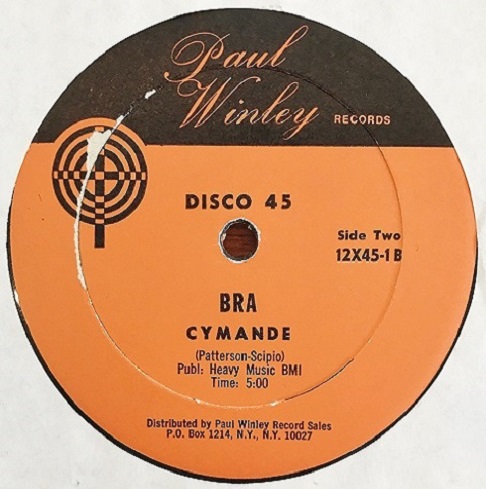 Paul
Winley RECORDS
DISCO 45
Side Two
12X45-1 B
BRA
CYMANDE
(Patterson-Scipio)
Publ: Heavy Music BMI
Time: 5:00
Distributed by Paul Winley Record Sales
P.O. Box 1214, N.Y., N.Y. 10027